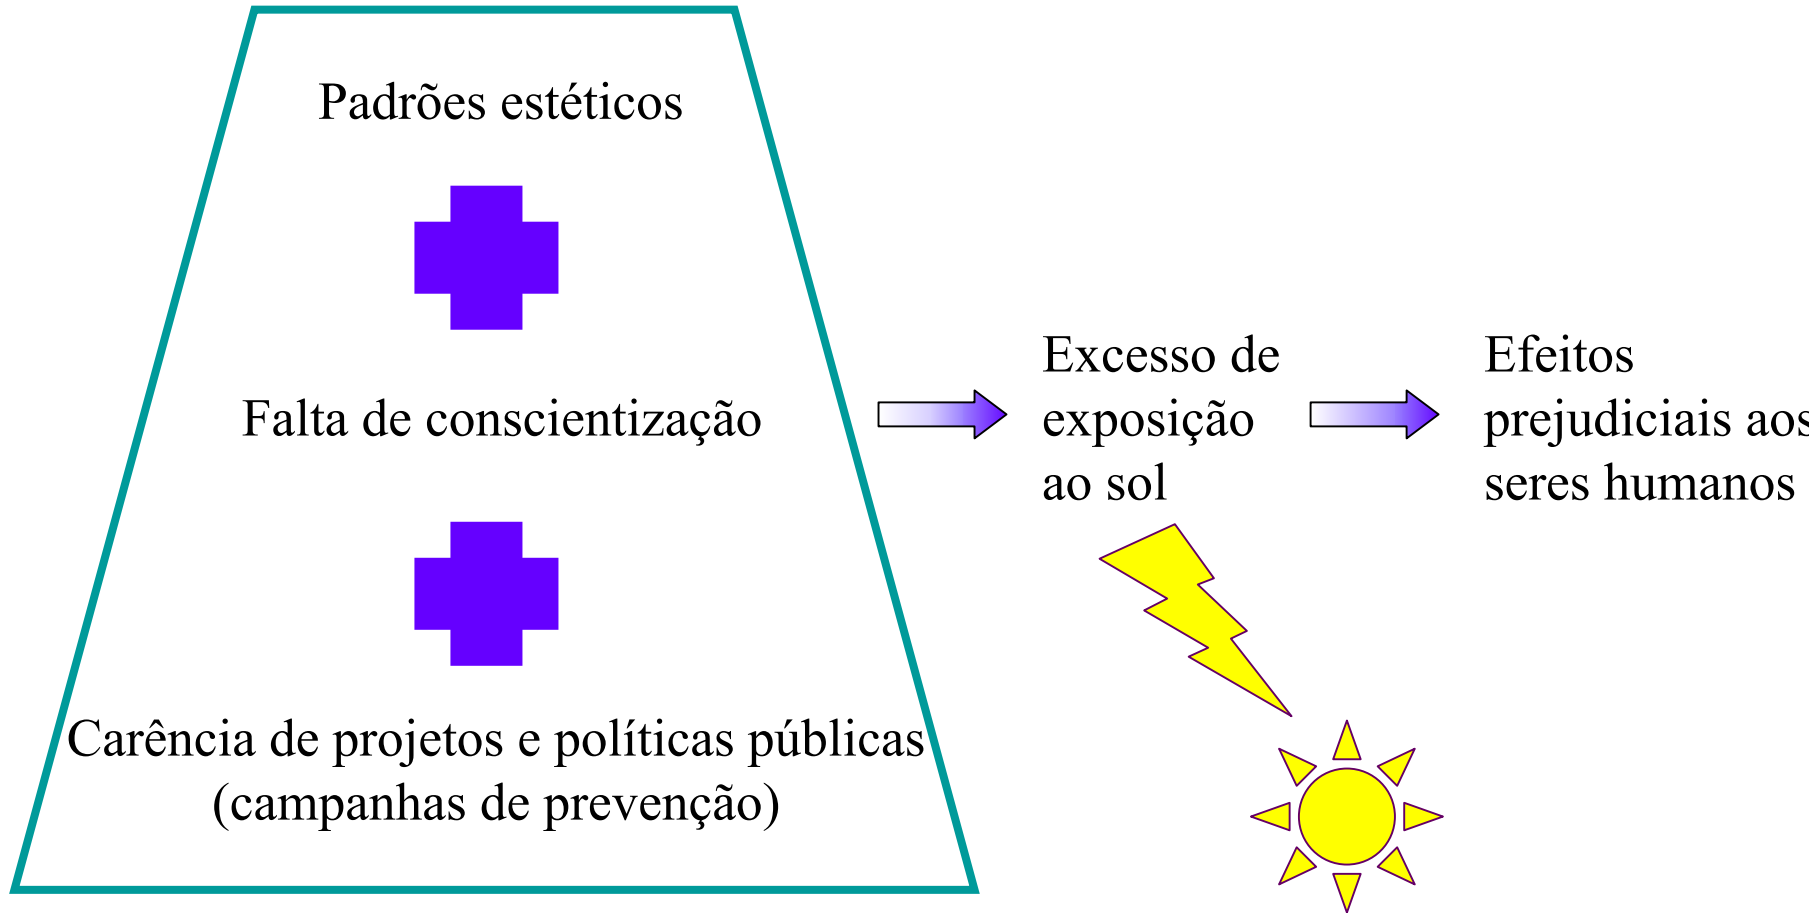 Padrões estéticos
Falta de conscientização
Carência de projetos e políticas públicas
(campanhas de prevenção)
Excesso de
exposição
ao sol
Efeitos
prejudiciais aos
seres humanos